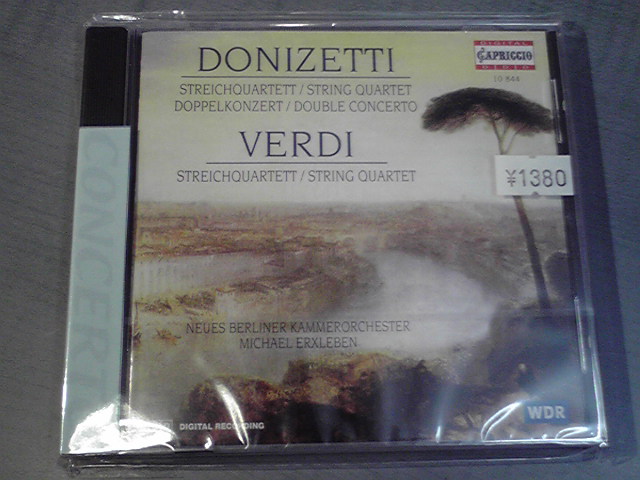 DONIZETTI
STREICHQUARTETT / STRING QUARTET
DOPPELKONZERT / DOUBLE CONCERTO
VERDI
STREICHQUARTETT / STRING QUARTET
DIGITAL
CAPRICCIO
10 844
¥1380
NEUES BERLINER KAMMERORCHESTER
MICHAEL ERXLEBEN
DIGITAL RECORDING
WDR